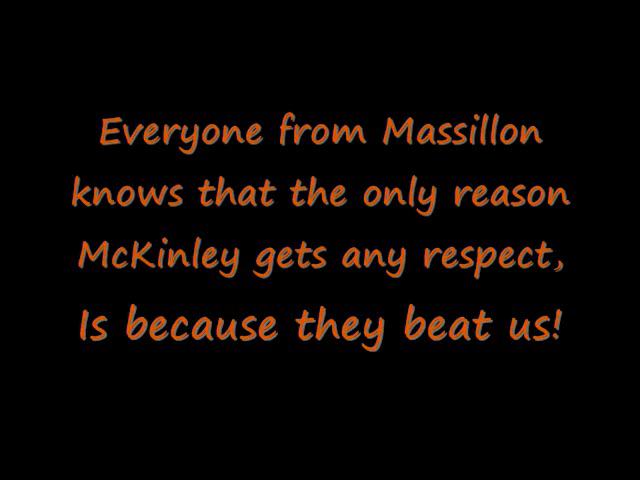 Everyone from Massillon
knows that the only reason
McKinley gets any respect,
Is because they beat us!